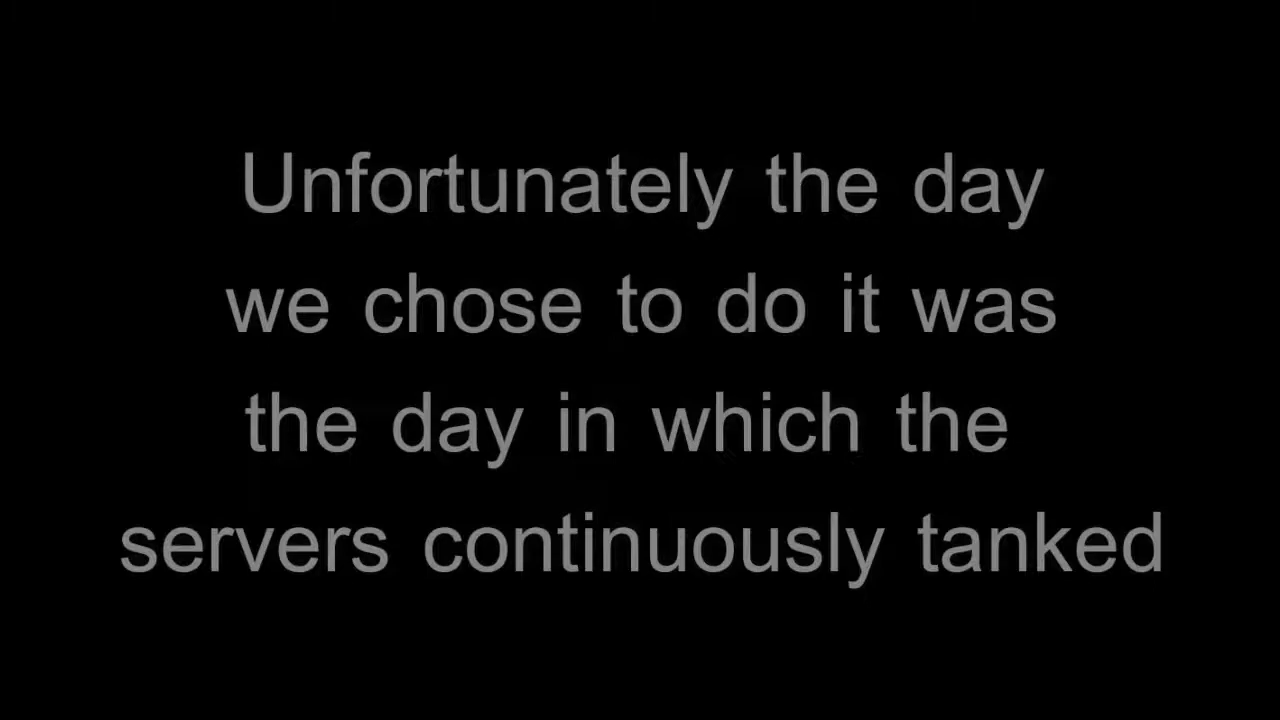 Unfortunately the day
we chose to do it was
the day in which the
servers continuously tanked